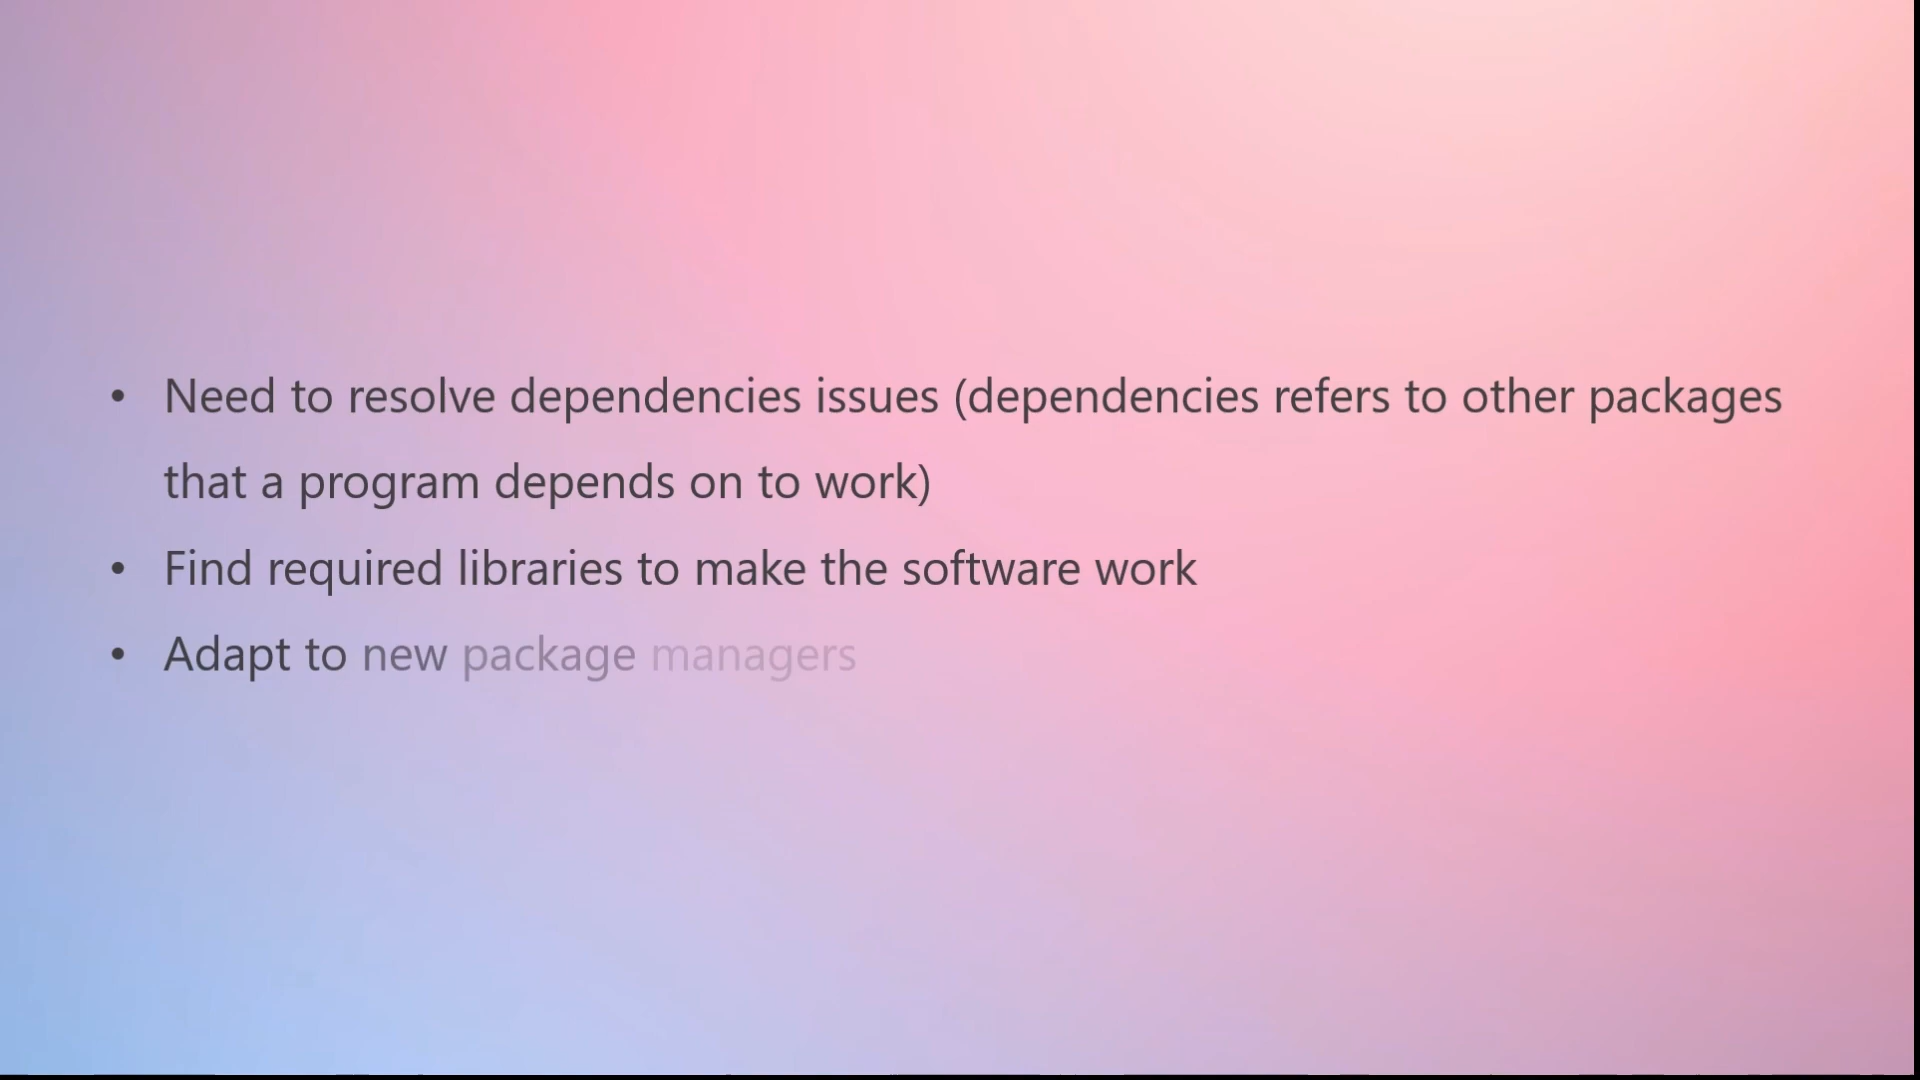 • Need to resolve dependencies issues (dependencies refers to other packages
that a program depends on to work)
• Find required libraries to make the software work
• Adapt to new package managers